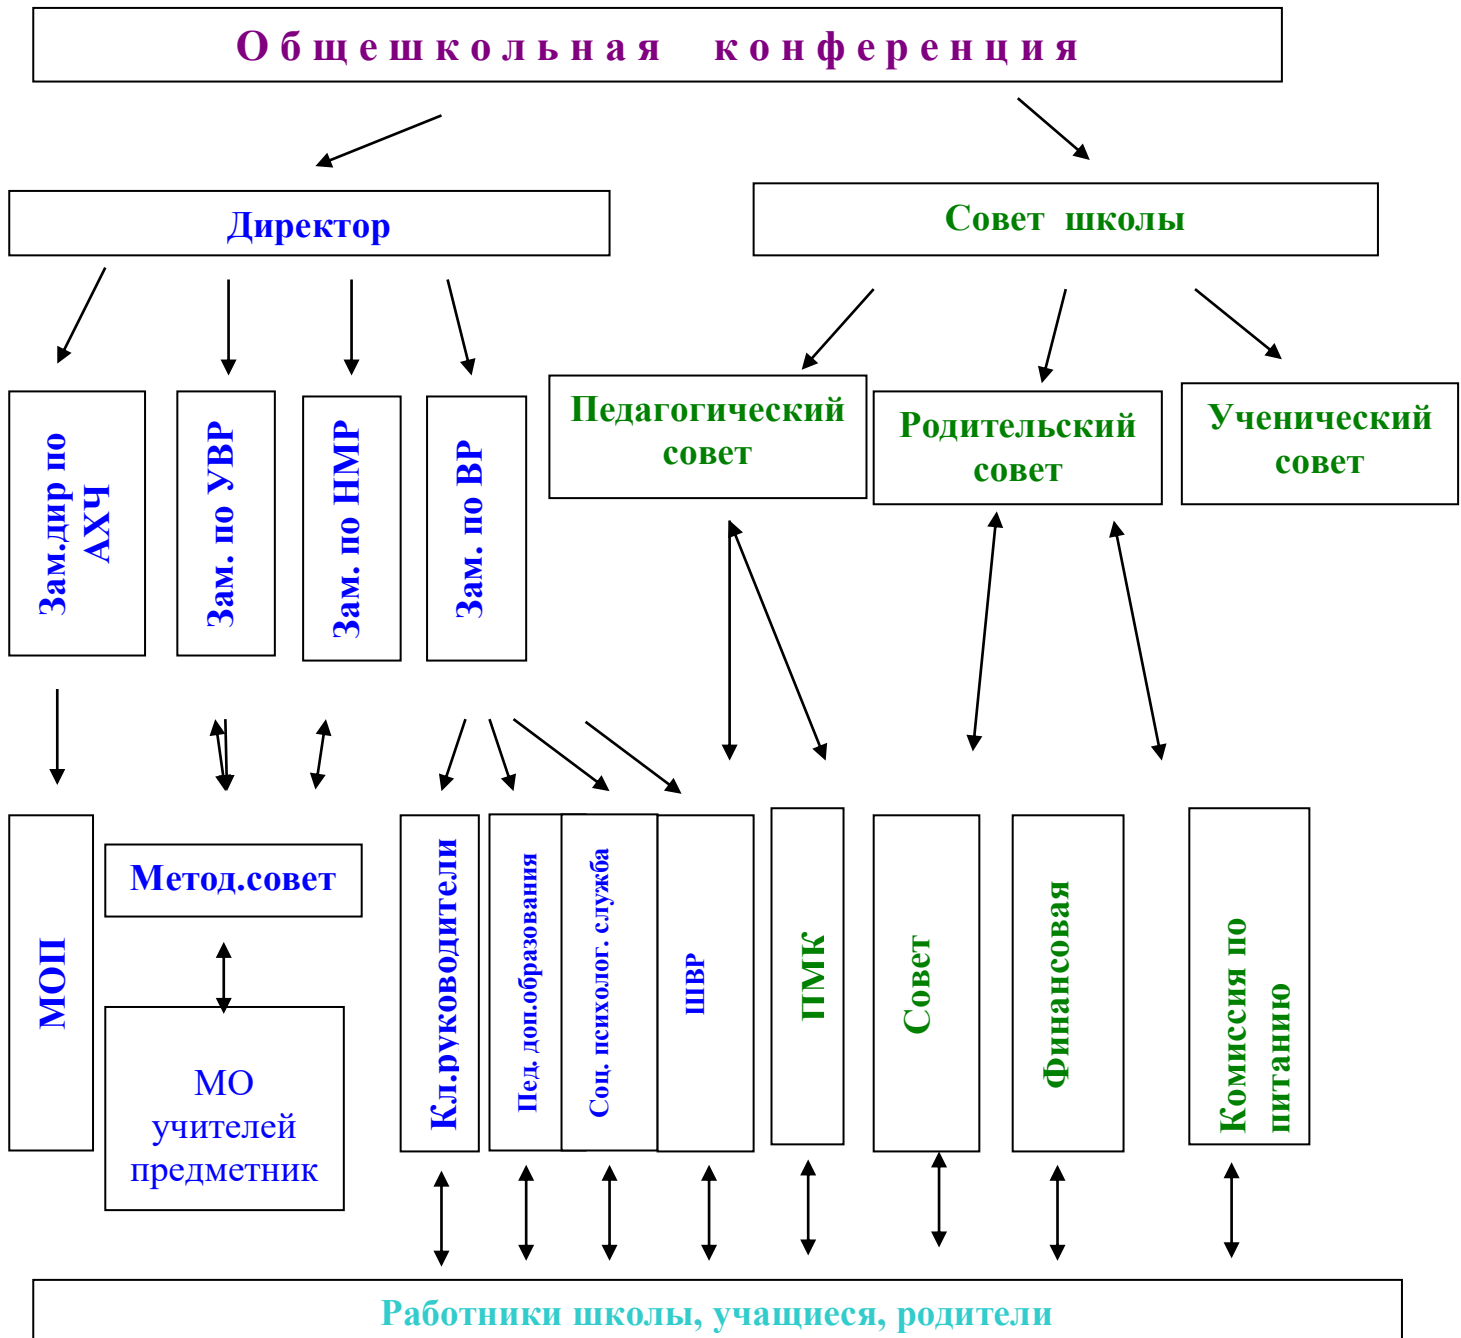 Общешкольная конференция
Директор
Совет школы
Зам.дир по
АХЧ
Зам. по УВР
Зам. по НМР
Зам. по ВР
Педагогический
совет
Родительский
совет
Ученический
совет
МОП
Метод.совет
МО
учителей
предметник
Кл.руководители
Пед. доп.образования
Соц. психолог. служба
ШВР
ПМК
Совет
Финансовая
Комиссия по
питанию
Работники школы, учащиеся, родители